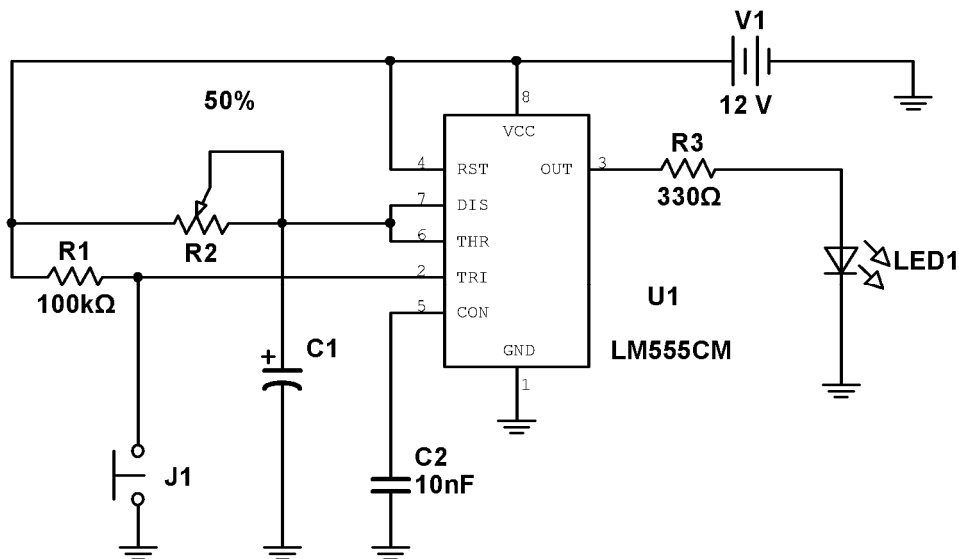 V1
12 V
50%
8
VCC
R3
330Ω
4
RST
OUT
3
7
DIS
6
THR
R2
R1
100kΩ
2
TRI
LED1
5
CON
U1
LM555CM
GND
1
C1
+
C2
10nF
J1